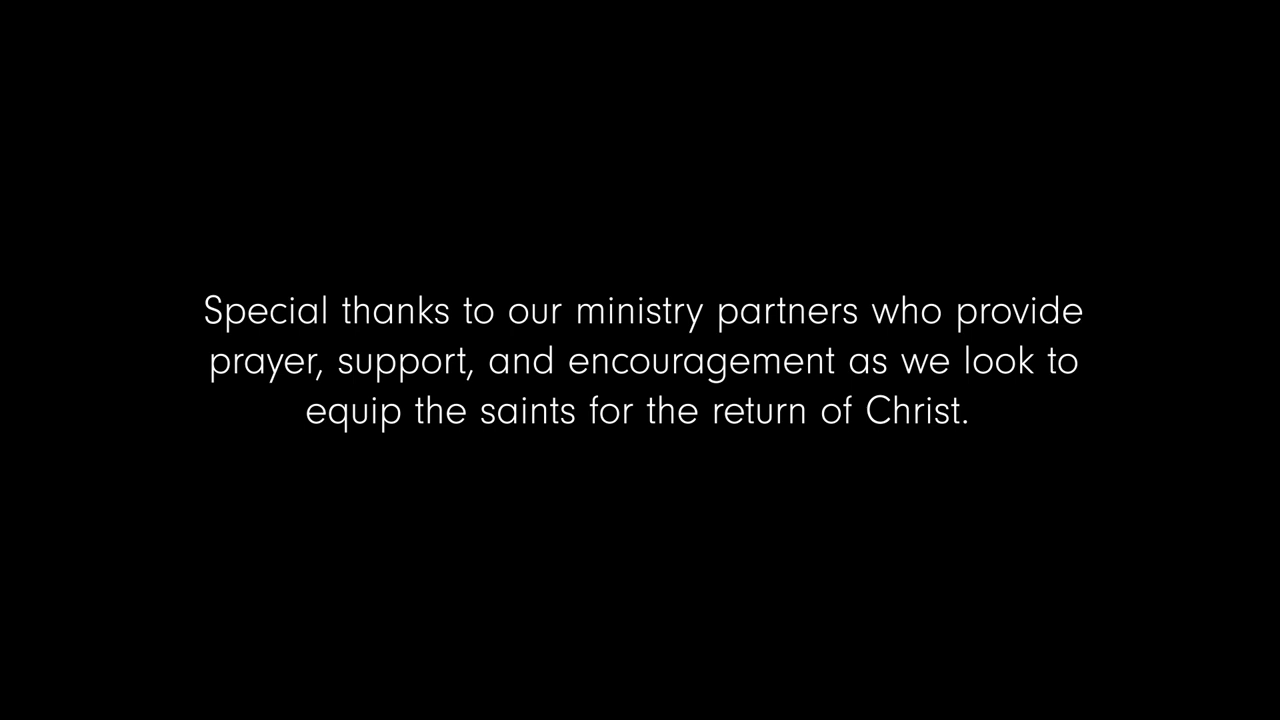 Special thanks to our ministry partners who provide
prayer, support, and encouragement as we look to
equip the saints for the return of Christ.